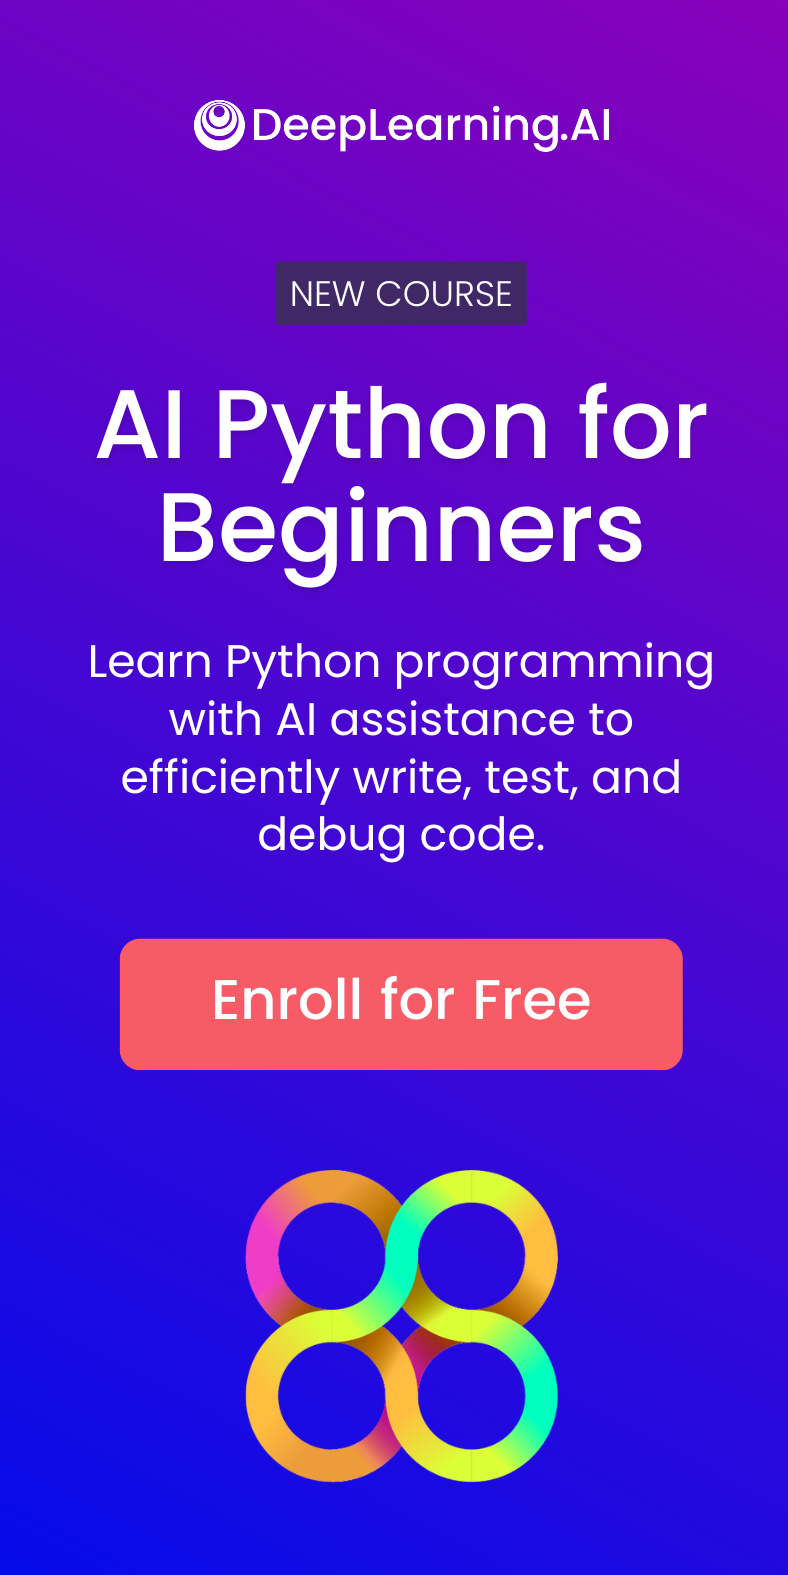 DeepLearning.AI
NEW COURSE
AI Python for
Beginners
Learn Python programming
with AI assistance to
efficiently write, test, and
debug code.
Enroll for Free